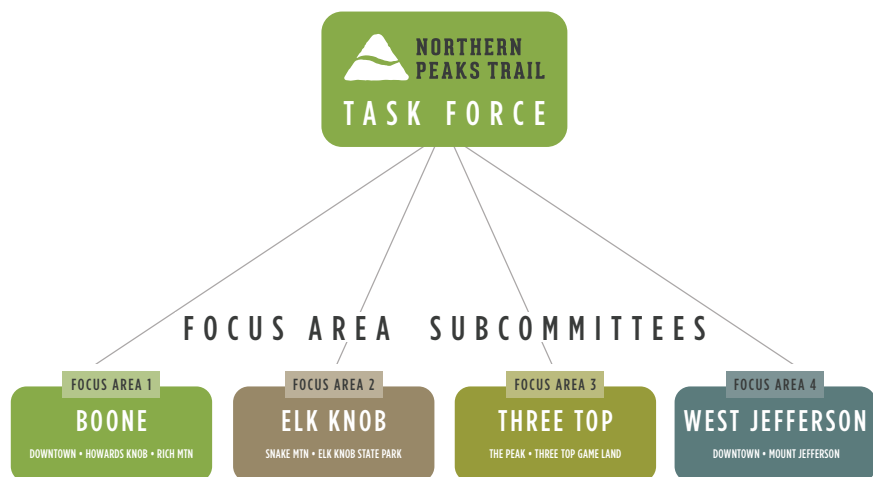 NORTHERN
PEAKS TRAIL
TASK FORCE
FOCUS AREA SUBCOMMITTEES
FOCUS AREA 1
BOONE
DOWNTOWN • HOWARDS KNOB • RICH MTN
FOCUS AREA 2
ELK KNOB
SNAKE MTN • ELK KNOB STATE PARK
FOCUS AREA 3
THREE TOP
THE PEAK • THREE TOP GAME LAND
FOCUS AREA 4
WEST JEFFERSON
DOWNTOWN • MOUNT JEFFERSON